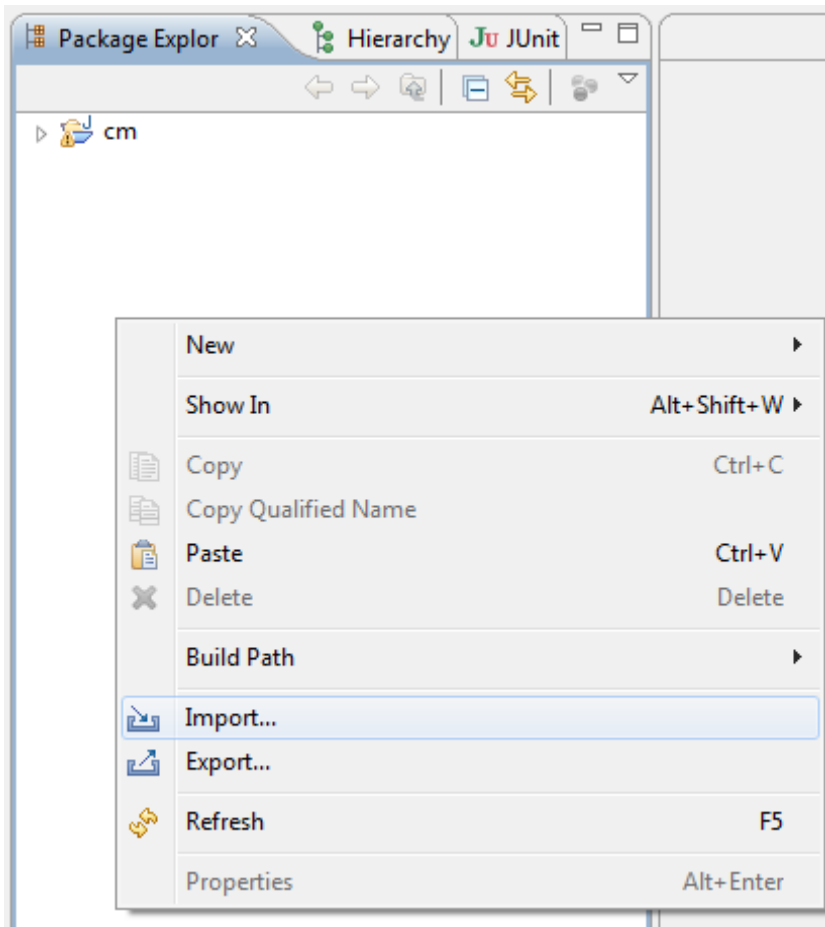 Package Explor Hierarchy Ju JUnit
cm
New
Show In Alt+Shift+W
Copy Ctrl+C
Copy Qualified Name
Paste Ctrl+V
Delete Delete
Build Path
Import...
Export...
Refresh F5
Properties Alt+Enter